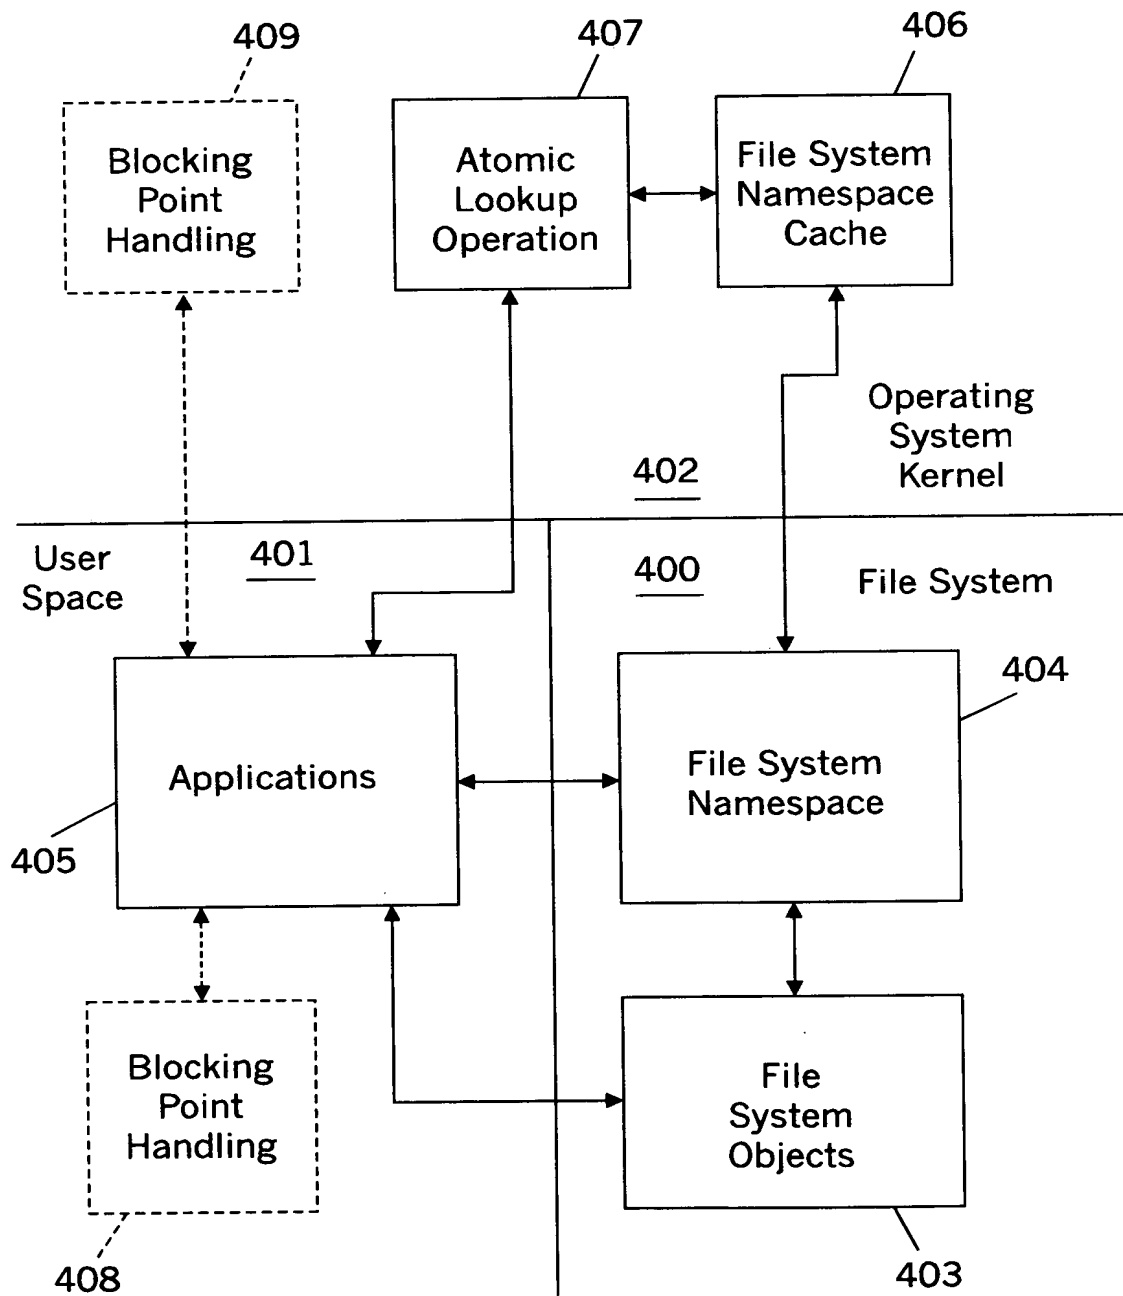 409
407
406
Blocking
Point
Handling
Atomic
Lookup
Operation
File System
Namespace
Cache
Operating
System
Kernel
402
User
Space
401
400
File System
404
Applications
File System
Namespace
405
Blocking
Point
Handling
File
System
Objects
408
403